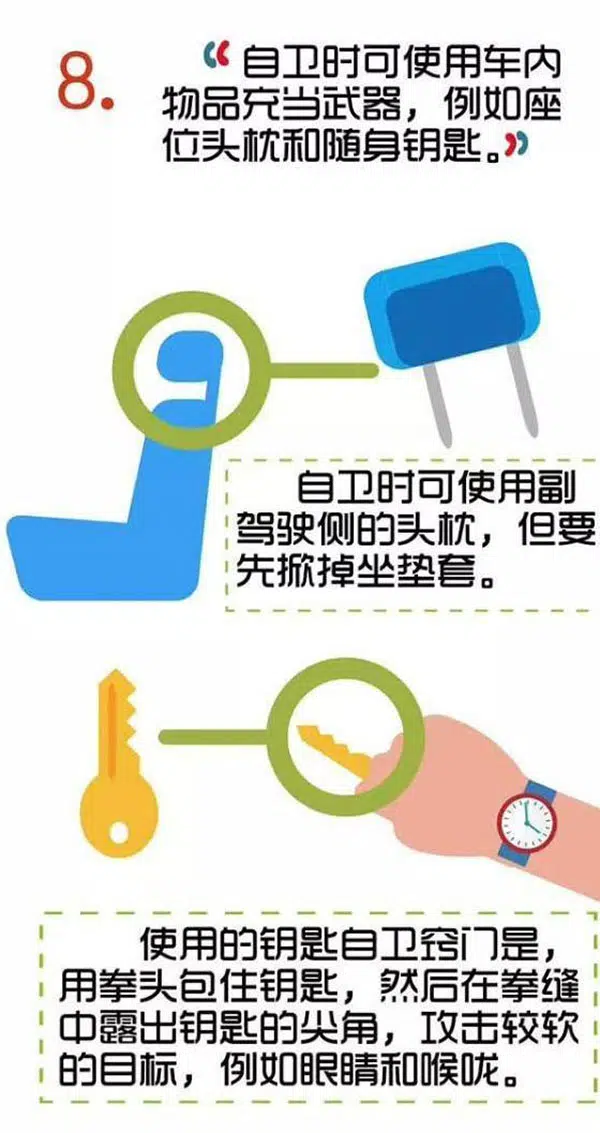 8.
“自卫时可使用车内
物品充当武器，例如座
位头枕和随身钥匙。”
自卫时可使用副
驾驶侧的头枕，但要
先掀掉坐垫套。
使用的钥匙自卫窍门是，
用拳头包住钥匙，然后在拳缝
中露出钥匙的尖角，攻击较软
的目标，例如眼睛和喉咙。